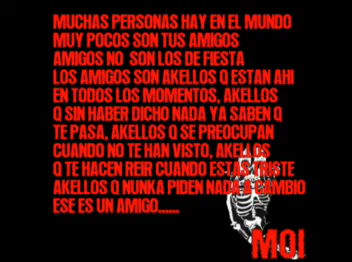 MUCHAS PERSONAS HAY EN EL MUNDO
MUY POCOS SON TUS AMIGOS
AMIGOS NO SON LOS DE FIESTA
LOS AMIGOS SON AKELLOS Q ESTAN AHI
EN TODOS LOS MOMENTOS, AKELLOS
Q SIN HABER DICHO NADA YA SABEN Q
TE PASA, AKELLOS Q SE PREOCUPAN
CUANDO NO TE HAN VISTO, AKELLOS
Q TE HACEN REIR CUANDO ESTAS TRISTE
AKELLOS Q NUNKA PIDEN NADA A CAMBIO
ESE ES UN AMIGO......
MOI